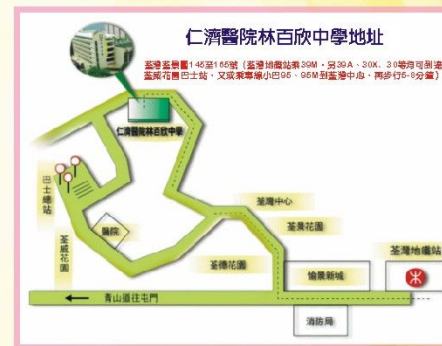 仁濟醫院林百欣中學地址
荃灣荃景圍145至165號(荃灣地鐵站乘39M,另39A、30X、30等均可到達
荃威花園巴士站,又或乘專線小巴95、95M到荃灣中心,再步行5-8分鐘)
仁濟醫院林百欣中學
巴士總站
荃威花園
醫院
荃德花園
荃灣中心
荃景花園
愉景新城
荃灣地鐵站
青山道往屯門
消防局